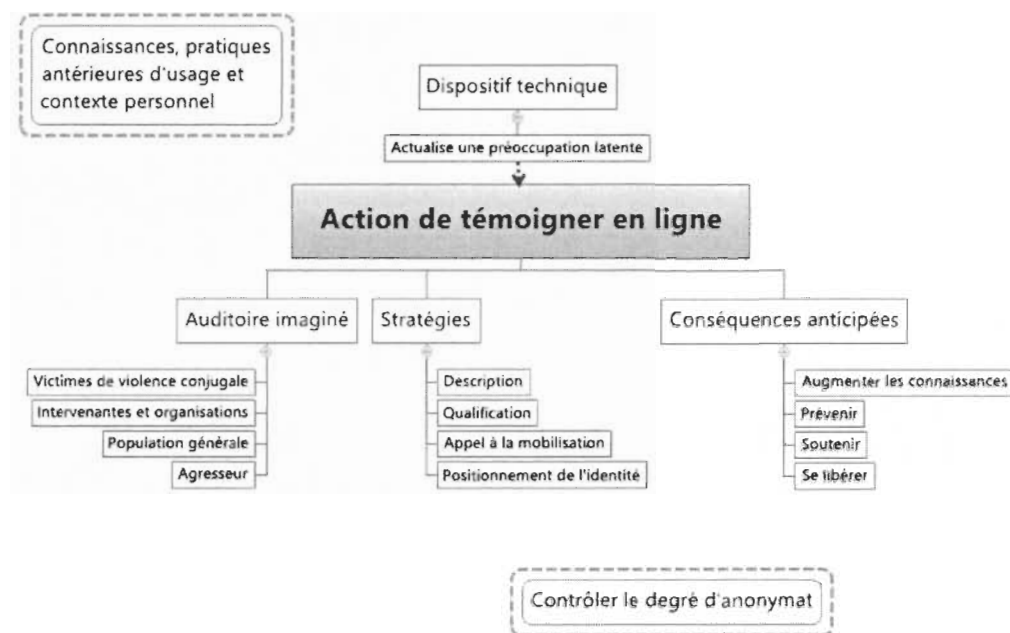 Connaissances, pratiques
antérieures d'usage et
contexte personnel
Dispositif technique
Actualise une préoccupation latente
Action de témoigner en ligne
Auditoire imaginé
Stratégies
Conséquences anticipées
Victimes de violence conjugale
Intervenantes et organisations
Population générale
Agresseur
Description
Qualification
Appel à la mobilisation
Positionnement de l'identité
Augmenter les connaissances
Prévenir
Soutenir
Se libérer
Contrôler le degré d'anonymat